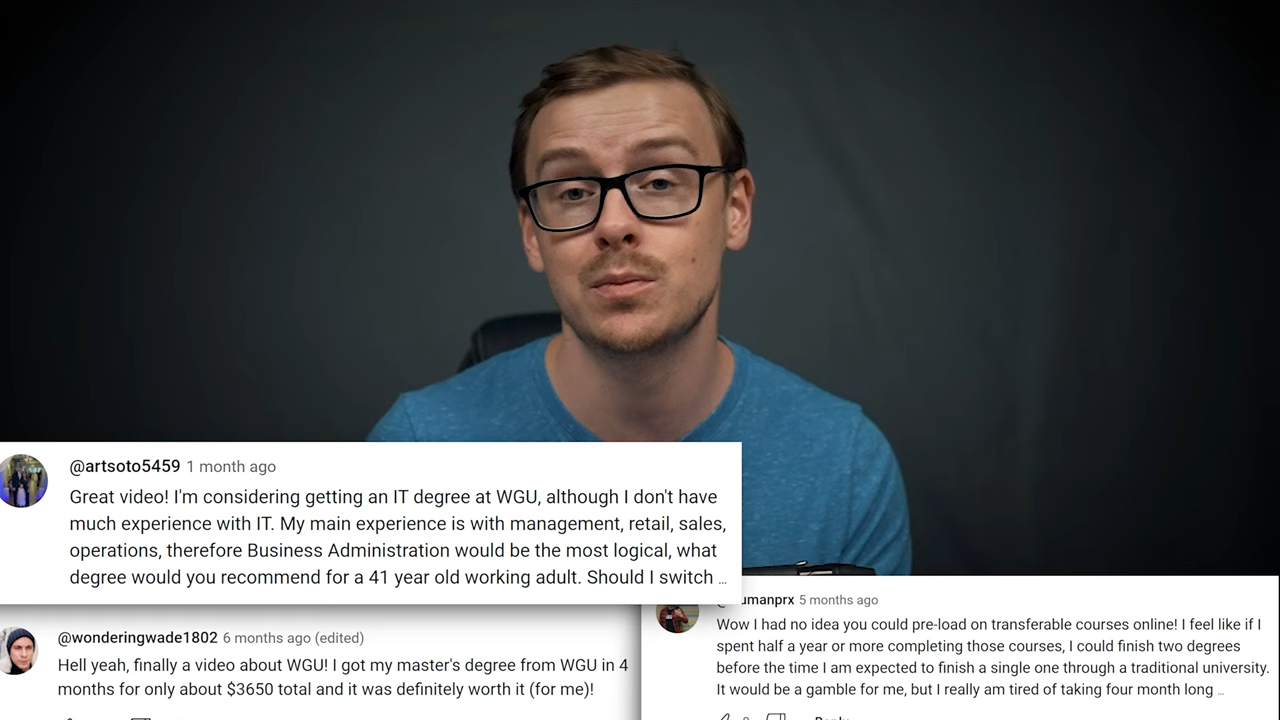 @artsoto5459 1 month ago
Great video! I'm considering getting an IT degree at WGU, although I don't have
much experience with IT. My main experience is with management, retail, sales,
operations, therefore Business Administration would be the most logical, what
degree would you recommend for a 41 year old working adult. Should I switch ...
@wonderingwade1802 6 months ago (edited)
Hell yeah, finally a video about WGU! I got my master's degree from WGU in 4
months for only about $3650 total and it was definitely worth it (for me)!
umanprx 5 months ago
Wow I had no idea you could pre-load on transferable courses online! I feel like if I
spent half a year or more completing those courses, I could finish two degrees
before the time I am expected to finish a single one through a traditional university.
It would be a gamble for me, but I really am tired of taking four month long ...